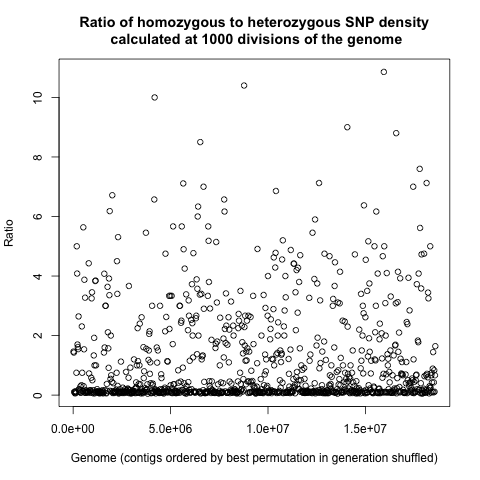 Ratio of homozygous to heterozygous SNP density
calculated at 1000 divisions of the genome
Ratio
10
8
6
4
2
0
0.0e+00 5.0e+06 1.0e+07 1.5e+07
Genome (contigs ordered by best permutation in generation shuffled)